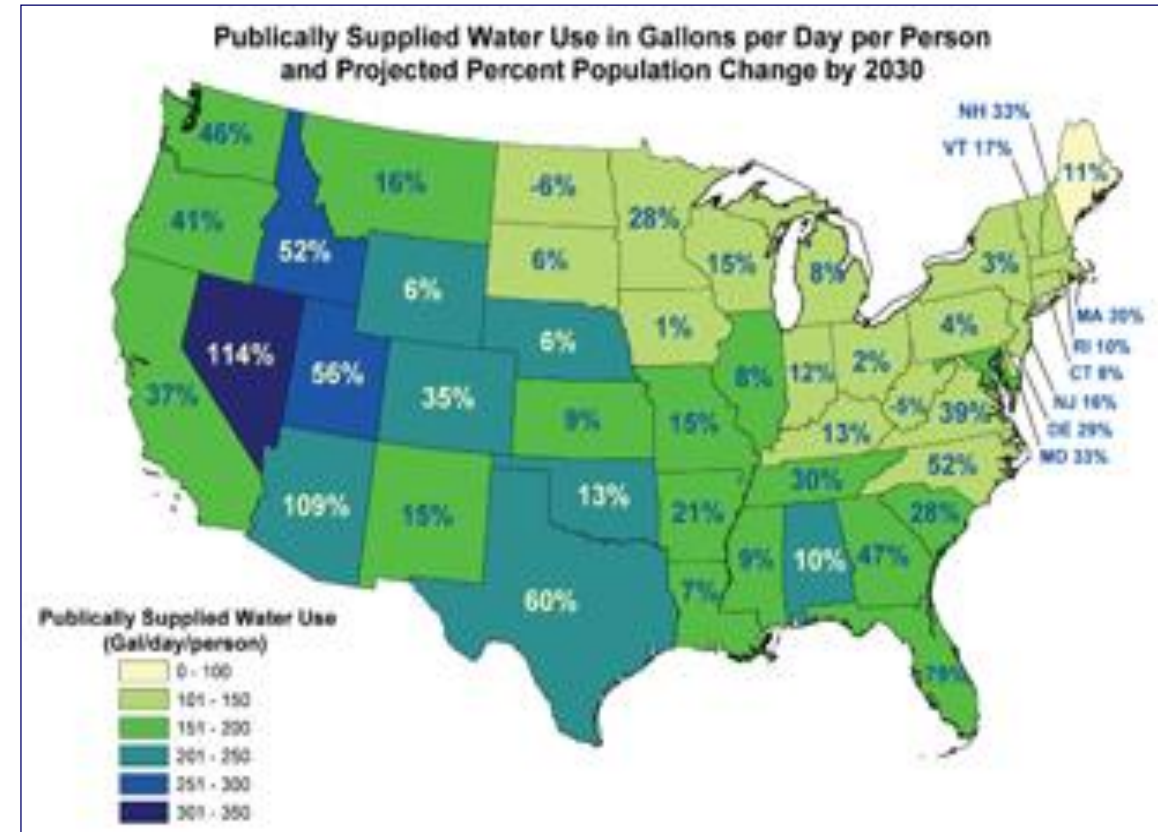 Publically Supplied Water Use in Gallons per Day per Person
and Projected Percent Population Change by 2030
NH 33%
VT 17%
46%
16%
-6%
28%
11%
41%
52%
6%
15%
8%
3%
6%
MA 20%
114%
56%
6%
1%
4%
RI 10%
37%
35%
8%
12%
2%
CT 6%
9%
15%
-5%
39%
NJ 16%
13%
DE 29%
MD 33%
109%
15%
13%
30%
52%
21%
28%
9%
10%
47%
60%
7%
79%
Publically Supplied Water Use
(Gal/day/person)
0 - 100
101 - 150
151 - 200
201 - 250
251 - 300
301 - 350